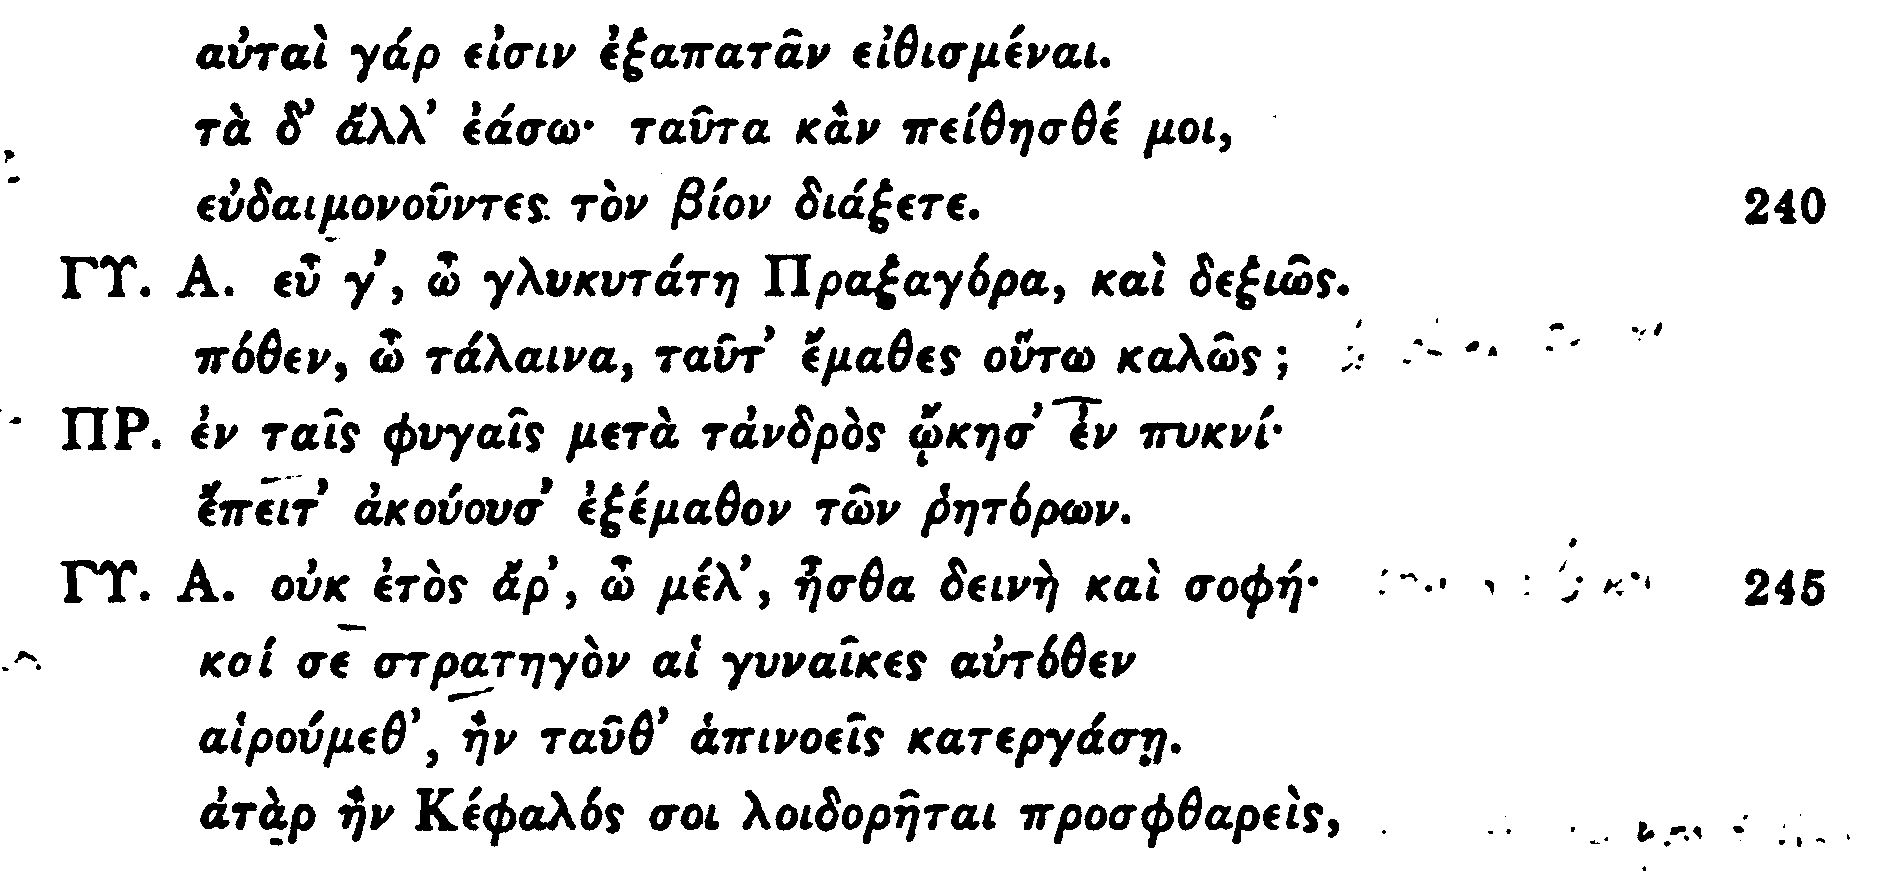 αὐταὶ γάρ εἰσιν ἐξαπατᾶν εἰθισμέναι.
τὰ δ' ἄλλ' ἐάσω· ταῦτα κἂν πείθησθέ μοι,
εὐδαιμονοῦντες τὸν βίον διάξετε. 240
ΓΥ. Α. εὖ γ', ὦ γλυκυτάτη Πραξαγόρα, καὶ δεξιῶς.
πόθεν, ὦ τάλαινα, ταῦτ' ἔμαθες οὕτω καλῶς ;
ΠΡ. ἐν ταῖς φυγαῖς μετὰ τἀνδρὸς ᾤκησ' ἐν πυκνί·
ἔπειτ' ἀκούουσ' ἐξέμαθον τῶν ῥητόρων.
ΓΥ. Α. οὐκ ἐτὸς ἄρ', ὦ μέλ', ἦσθα δεινὴ καὶ σοφή· 245
καί σε στρατηγὸν αἱ γυναῖκες αὐτόθεν
αἱρούμεθ', ἢν ταῦθ' ἁπινοεῖς κατεργάσῃ.
ἀτὰρ ἢν Κέφαλός σοι λοιδορῆται προσφθαρεὶς,